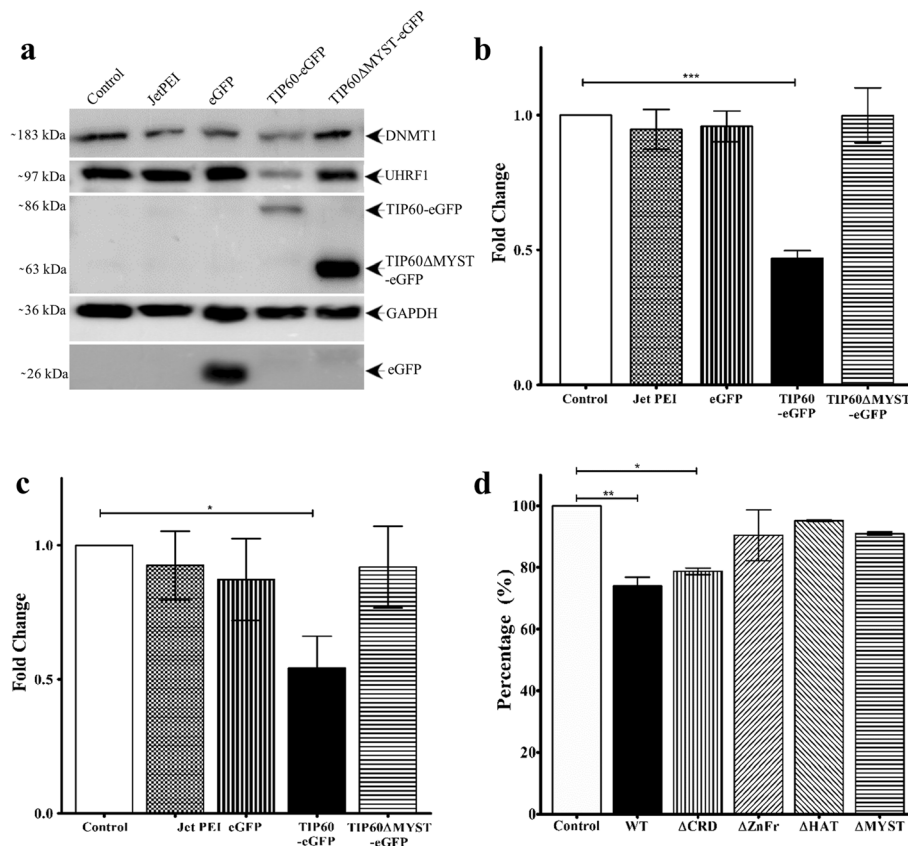 a
Control
JetPEI
eGFP
TIP60-eGFP
TIP60ΔMYST-eGFP
~183 kDa
DNMT1
~97 kDa
UHRF1
~86 kDa
TIP60-eGFP
~63 kDa
TIP60ΔMYST
-eGFP
~36 kDa
GAPDH
~26 kDa
eGFP
b
Fold Change
***
1.0
0.5
0.0
Control
Jet PEI
eGFP
TIP60
-eGFP
TIP60ΔMYST
-eGFP
c
Fold Change
*
1.0
0.5
0.0
Control
Jet PEI
eGFP
TIP60
-eGFP
TIP60ΔMYST
-eGFP
d
Percentage (%)
*
**
100
80
60
40
20
0
Control
WT
ΔCRD
ΔZnFr
ΔHAT
ΔMYST